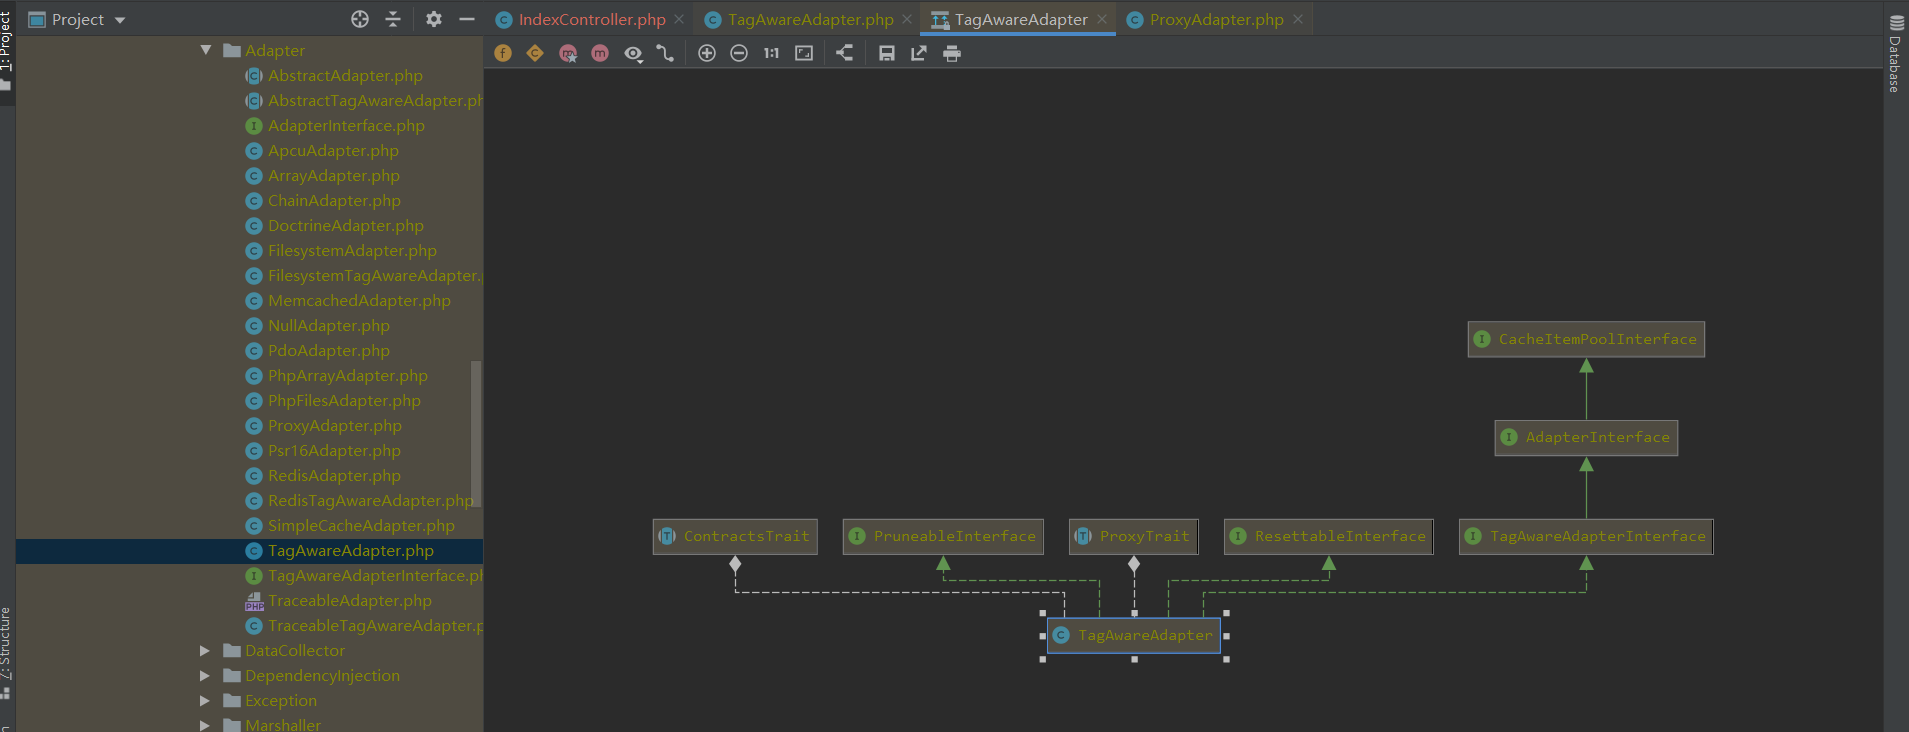 1: Project
Project
IndexController.php
TagAwareAdapter.php
TagAwareAdapter
ProxyAdapter.php
1:1
Adapter
AbstractAdapter.php
AbstractTagAwareAdapter.ph
AdapterInterface.php
ApcuAdapter.php
ArrayAdapter.php
ChainAdapter.php
DoctrineAdapter.php
FilesystemAdapter.php
FilesystemTagAwareAdapter.
MemcachedAdapter.php
NullAdapter.php
PdoAdapter.php
PhpArrayAdapter.php
PhpFilesAdapter.php
ProxyAdapter.php
Psr16Adapter.php
RedisAdapter.php
RedisTagAwareAdapter.php
SimpleCacheAdapter.php
TagAwareAdapter.php
TagAwareAdapterInterface.ph
TraceableAdapter.php
TraceableTagAwareAdapter.p
DataCollector
DependencyInjection
Exception
Marshaller
7: Structure
CacheItemPoolInterface
AdapterInterface
ContractsTrait
PruneableInterface
ProxyTrait
ResettableInterface
TagAwareAdapterInterface
TagAwareAdapter
Database